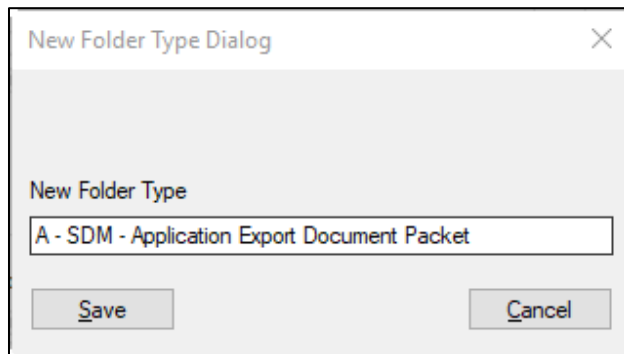 New Folder Type Dialog
New Folder Type
A - SDM - Application Export Document Packet
Save
Cancel